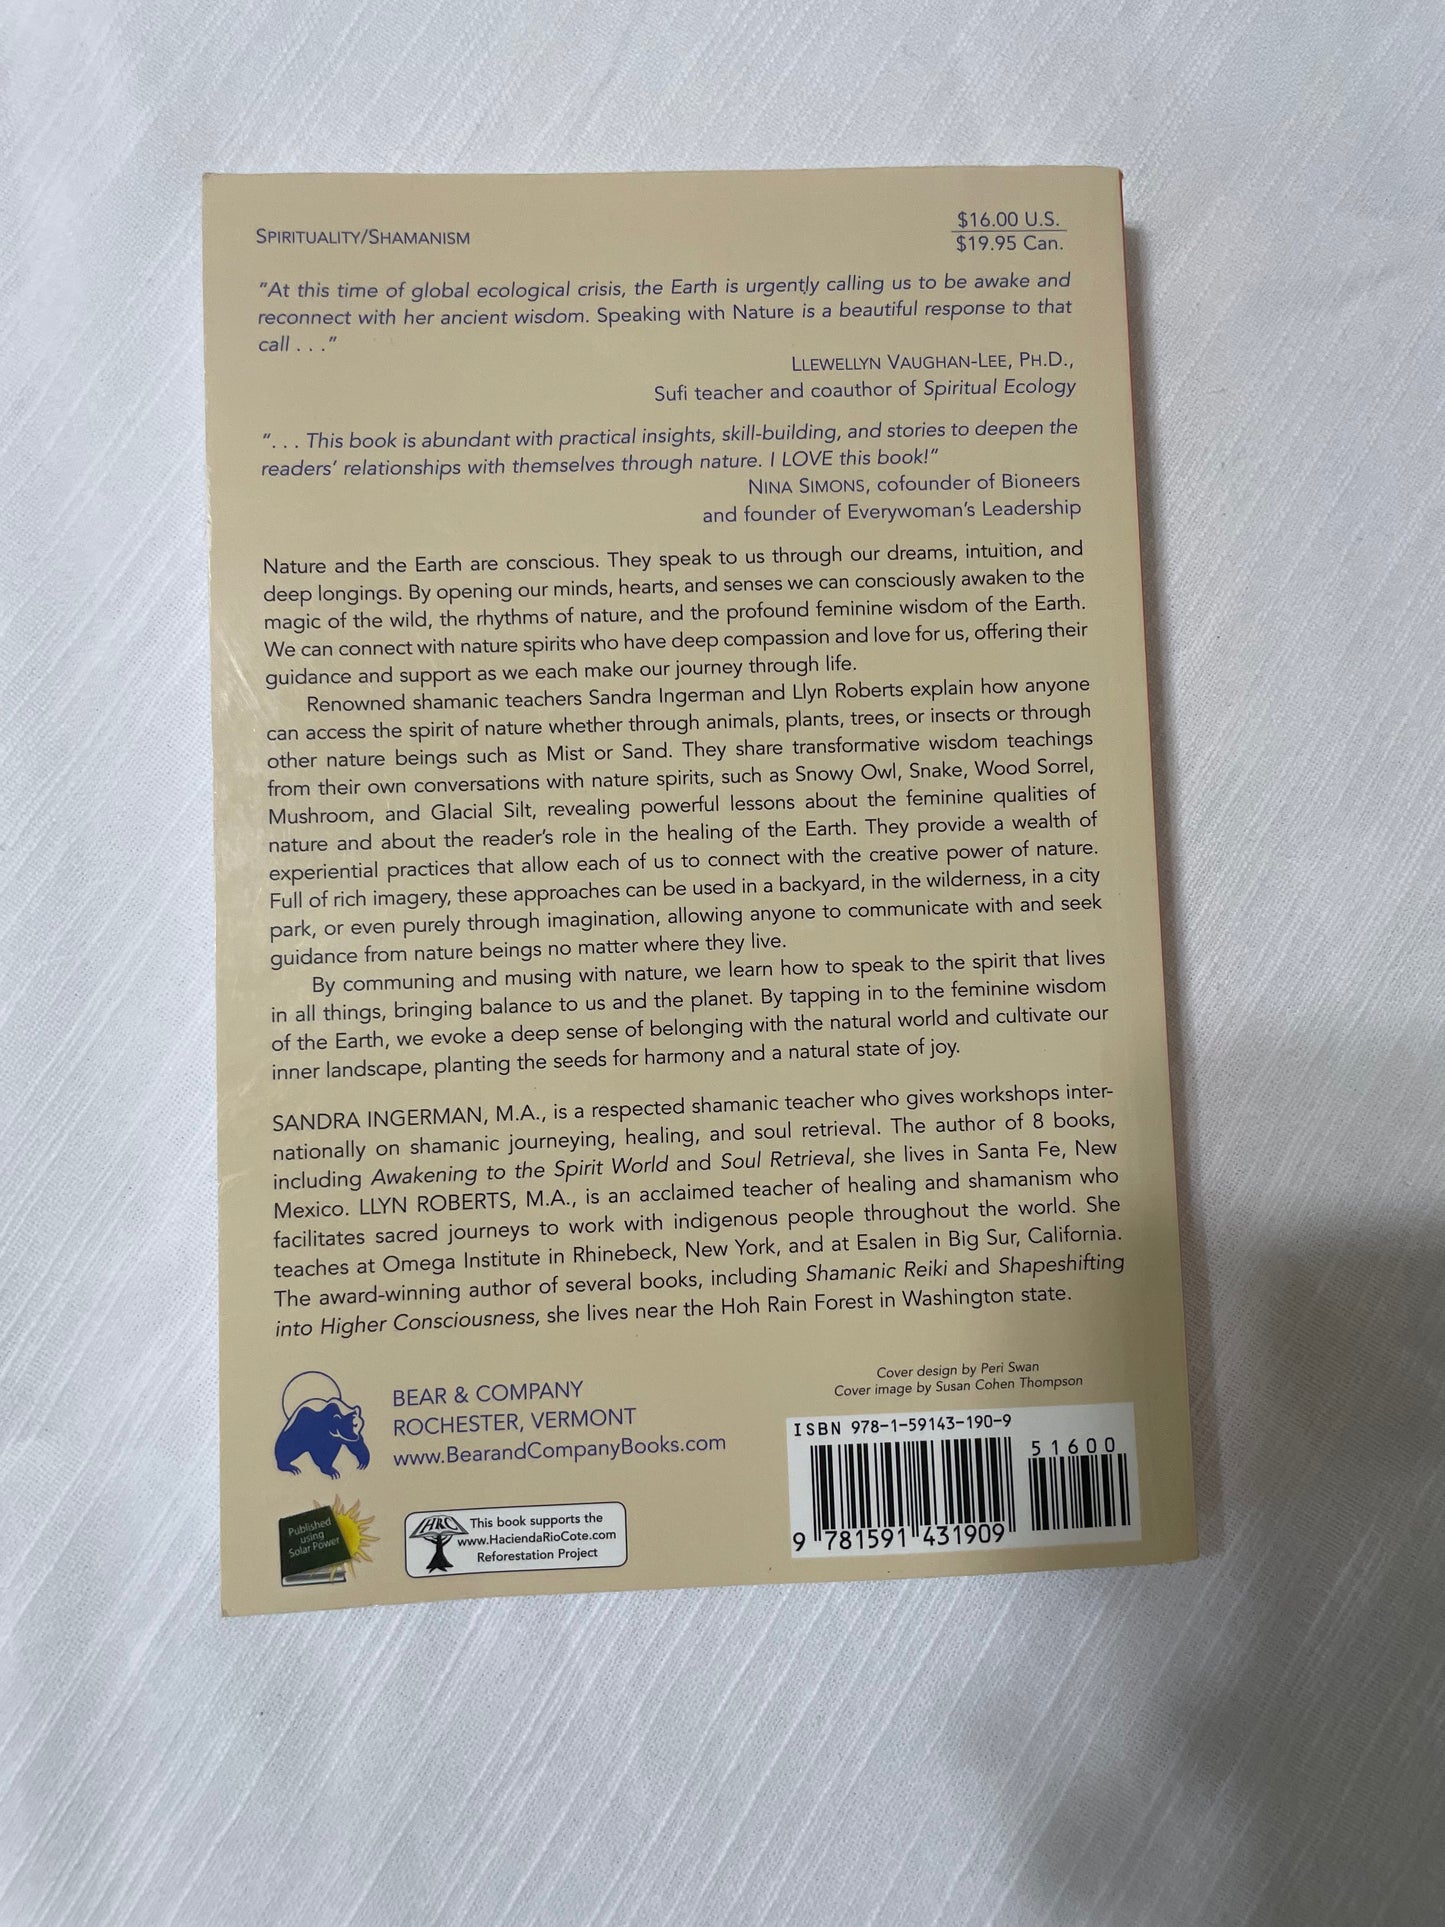 SPIRITUALITY/SHAMANISM
$16.00 U.S.
$19.95 Can.
"At this time of global ecological crisis, the Earth is urgently calling us to be awake and
reconnect with her ancient wisdom. Speaking with Nature is a beautiful response to that
call . . ."
LLEWELLYN VAUGHAN-LEE, PH.D.,
Sufi teacher and coauthor of Spiritual Ecology
". . . This book is abundant with practical insights, skill-building, and stories to deepen the
readers' relationships with themselves through nature. I LOVE this book!"
NINA SIMONS, cofounder of Bioneers
and founder of Everywoman's Leadership
Nature and the Earth are conscious. They speak to us through our dreams, intuition, and
deep longings. By opening our minds, hearts, and senses we can consciously awaken to the
magic of the wild, the rhythms of nature, and the profound feminine wisdom of the Earth.
We can connect with nature spirits who have deep compassion and love for us, offering their
guidance and support as we each make our journey through life.
Renowned shamanic teachers Sandra Ingerman and Llyn Roberts explain how anyone
can access the spirit of nature whether through animals, plants, trees, or insects or through
other nature beings such as Mist or Sand. They share transformative wisdom teachings
from their own conversations with nature spirits, such as Snowy Owl, Snake, Wood Sorrel,
Mushroom, and Glacial Silt, revealing powerful lessons about the feminine qualities of
nature and about the reader's role in the healing of the Earth. They provide a wealth of
experiential practices that allow each of us to connect with the creative power of nature.
Full of rich imagery, these approaches can be used in a backyard, in the wilderness, in a city
park, or even purely through imagination, allowing anyone to communicate with and seek
guidance from nature beings no matter where they live.
By communing and musing with nature, we learn how to speak to the spirit that lives
in all things, bringing balance to us and the planet. By tapping in to the feminine wisdom
of the Earth, we evoke a deep sense of belonging with the natural world and cultivate our
inner landscape, planting the seeds for harmony and a natural state of joy.
SANDRA INGERMAN, M.A., is a respected shamanic teacher who gives workshops inter-
nationally on shamanic journeying, healing, and soul retrieval. The author of 8 books,
including Awakening to the Spirit World and Soul Retrieval, she lives in Santa Fe, New
Mexico. LLYN ROBERTS, M.A., is an acclaimed teacher of healing and shamanism who
facilitates sacred journeys to work with indigenous people throughout the world. She
teaches at Omega Institute in Rhinebeck, New York, and at Esalen in Big Sur, California.
The award-winning author of several books, including Shamanic Reiki and Shapeshifting
into Higher Consciousness, she lives near the Hoh Rain Forest in Washington state.
BEAR & COMPANY
ROCHESTER, VERMONT
www.BearandCompanyBooks.com
Cover design by Peri Swan
Cover image by Susan Cohen Thompson
ISBN 978-1-59143-190-9
51600
9 781591 431909
Published
using
Solar Power
HRC
This book supports the
www.HaciendaRioCote.com
Reforestation Project